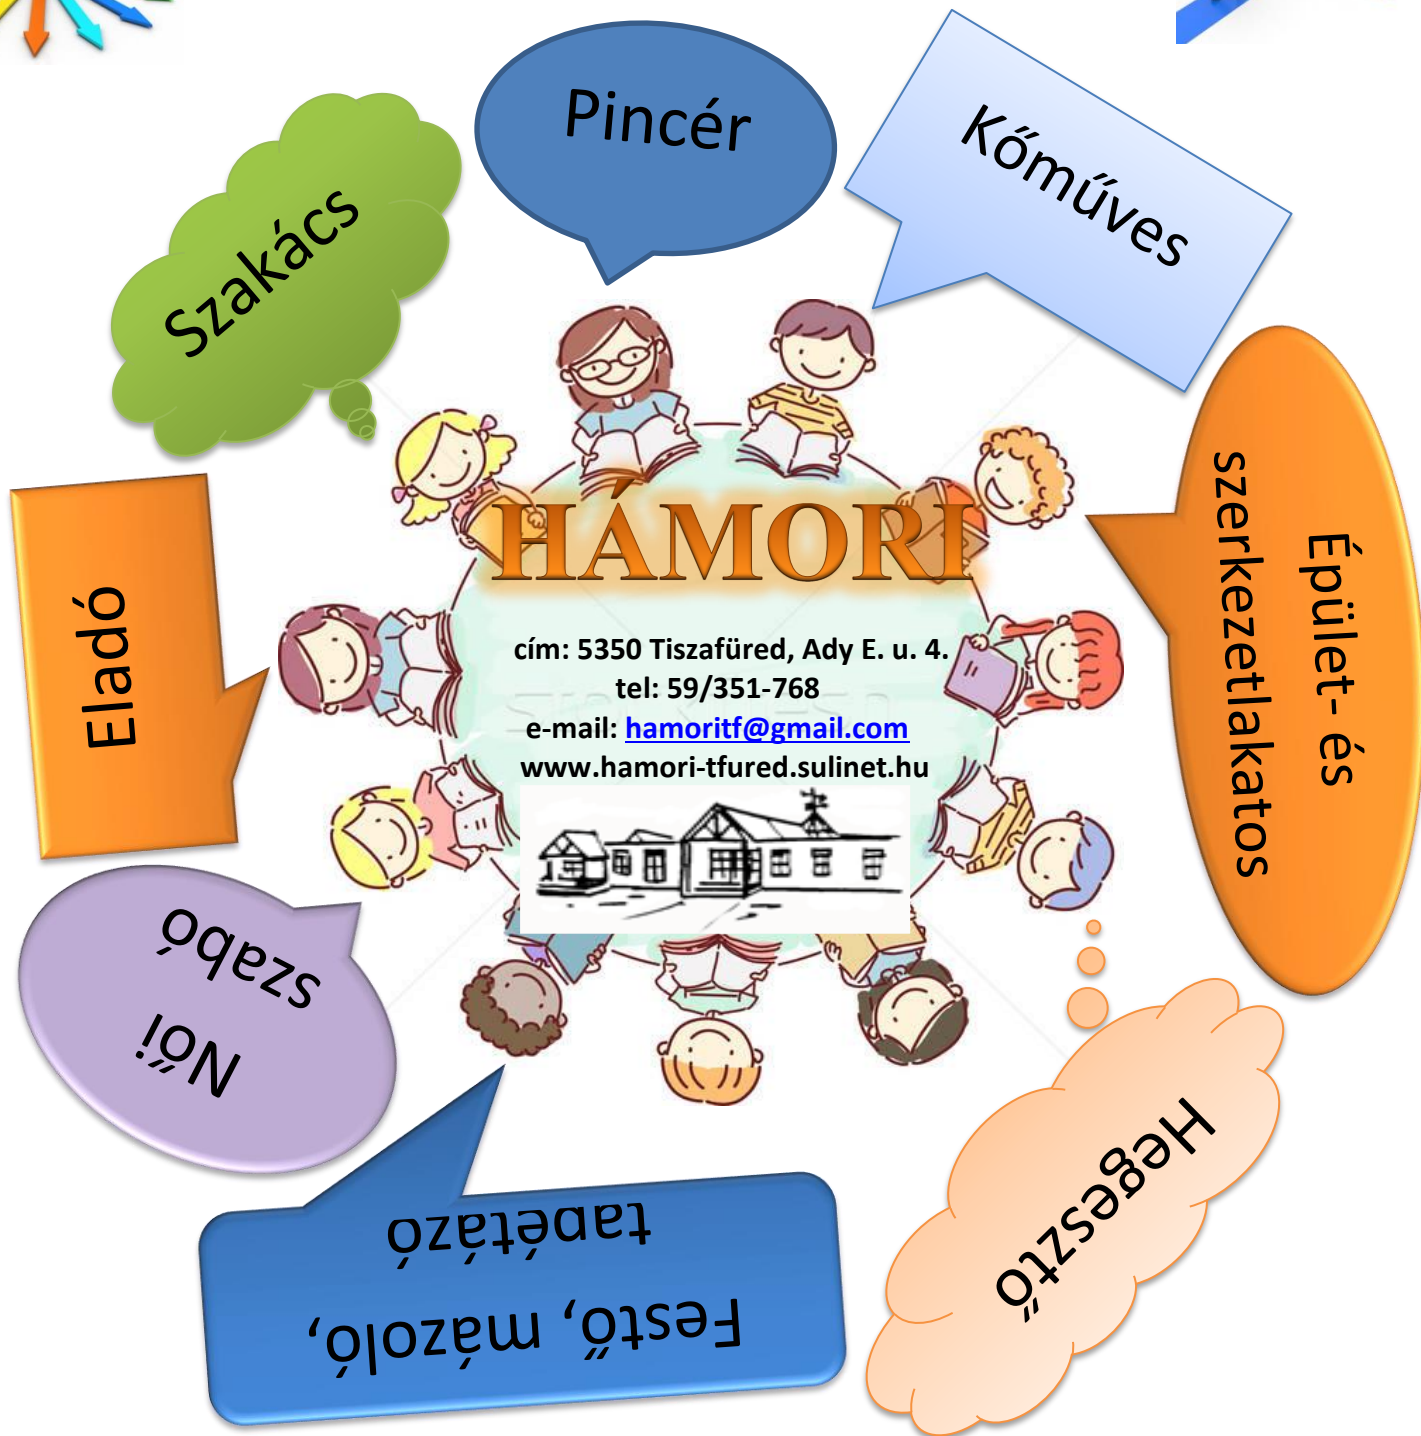 Pincér
Kőműves
Szakács
Épület- és
szerkezetlakatos
HÁMORI
cím: 5350 Tiszafüred, Ady E. u. 4.
tel: 59/351-768
e-mail: hamoritf@gmail.com
www.hamori-tfured.sulinet.hu
Eladó
Női
szabó
Hegesztő
Festő, mázoló,
tapétázó